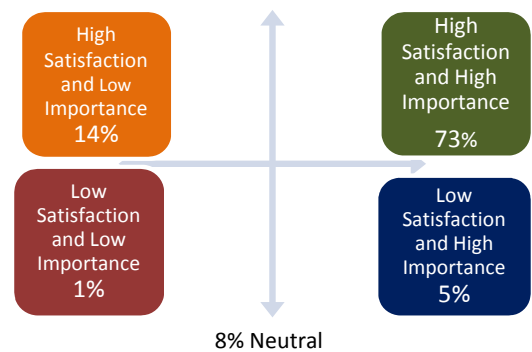 High
Satisfaction
and Low
Importance
14%
High
Satisfaction
and High
Importance
73%
Low
Satisfaction
and Low
Importance
1%
Low
Satisfaction
and High
Importance
5%
8% Neutral